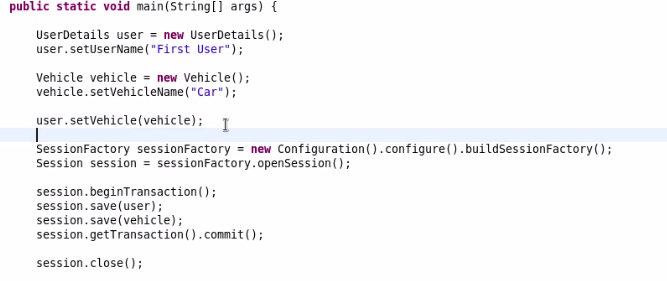 public static void main(String[] args) {
UserDetails user = new UserDetails();
user.setUserName("First User");
Vehicle vehicle = new Vehicle();
vehicle.setVehicleName("Car");
user.setVehicle(vehicle);
SessionFactory sessionFactory = new Configuration().configure().buildSessionFactory();
Session session = sessionFactory.openSession();
session.beginTransaction();
session.save(user);
session.save(vehicle);
session.getTransaction().commit();
session.close();